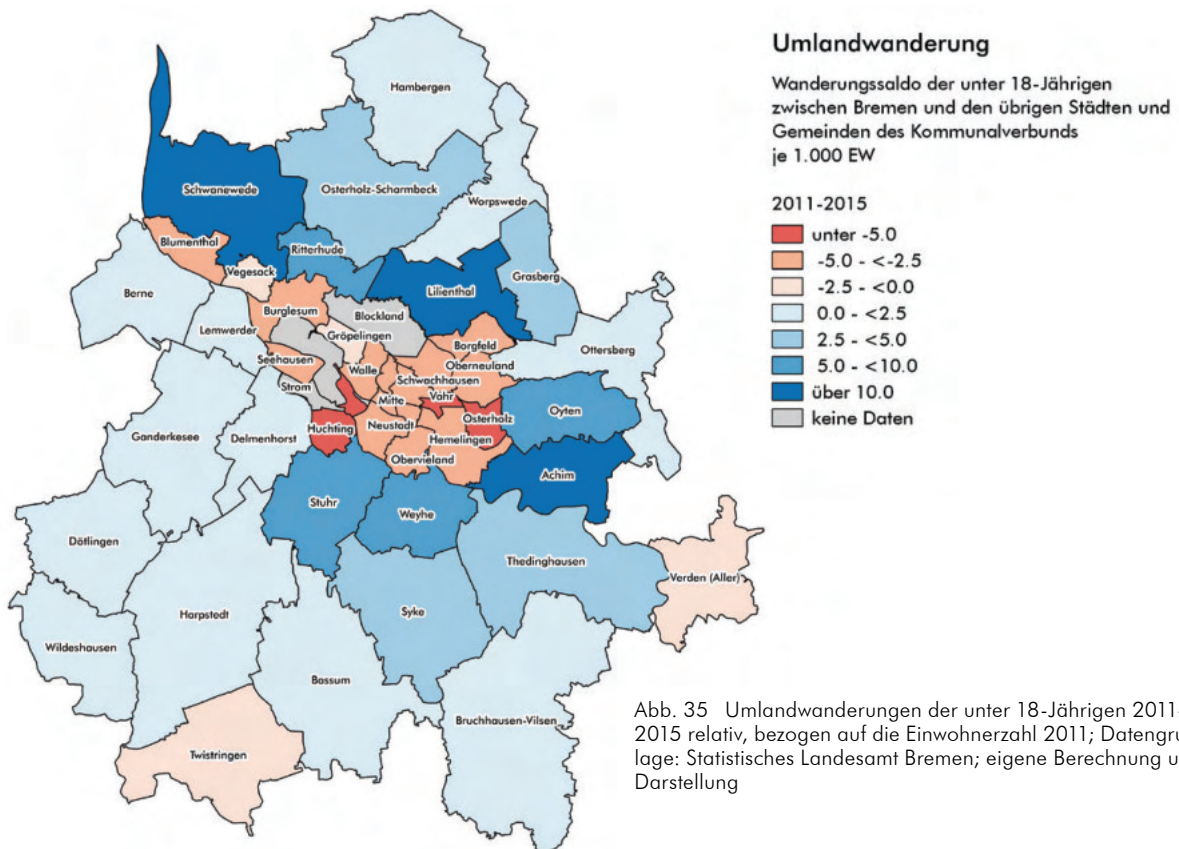 Umlandwanderung
Wanderungssaldo der unter 18-Jährigen
zwischen Bremen und den übrigen Städten und
Gemeinden des Kommunalverbunds
je 1.000 EW
2011-2015
unter -5.0
-5.0 - <-2.5
-2.5 - <0.0
0.0 - <2.5
2.5 - <5.0
5.0 - <10.0
über 10.0
keine Daten
Hambergen
Schwanewede
Osterholz-Scharmbeck
Worpswede
Blumenthal
Ritterhude
Vegesack
Grasberg
Berne
Lilienthal
Burglesum
Blockland
Lemwerder
Gröpelingen
Borgfeld
Ottersberg
Seehausen
Oberneuland
Walle
Schwachhausen
Strom
Vahr
Mitte
Osterholz
Oyten
Huchting
Neustadt
Ganderkesee
Delmenhorst
Hemelingen
Obervieland
Achim
Stuhr
Weyhe
Dötlingen
Thedinghausen
Verden (Aller)
Harpstedt
Syke
Wildeshausen
Bassum
Bruchhausen-Vilsen
Twistringen
Abb. 35 Umlandwanderungen der unter 18-Jährigen 2011-
2015 relativ, bezogen auf die Einwohnerzahl 2011; Datengru
lage: Statistisches Landesamt Bremen; eigene Berechnung u
Darstellung